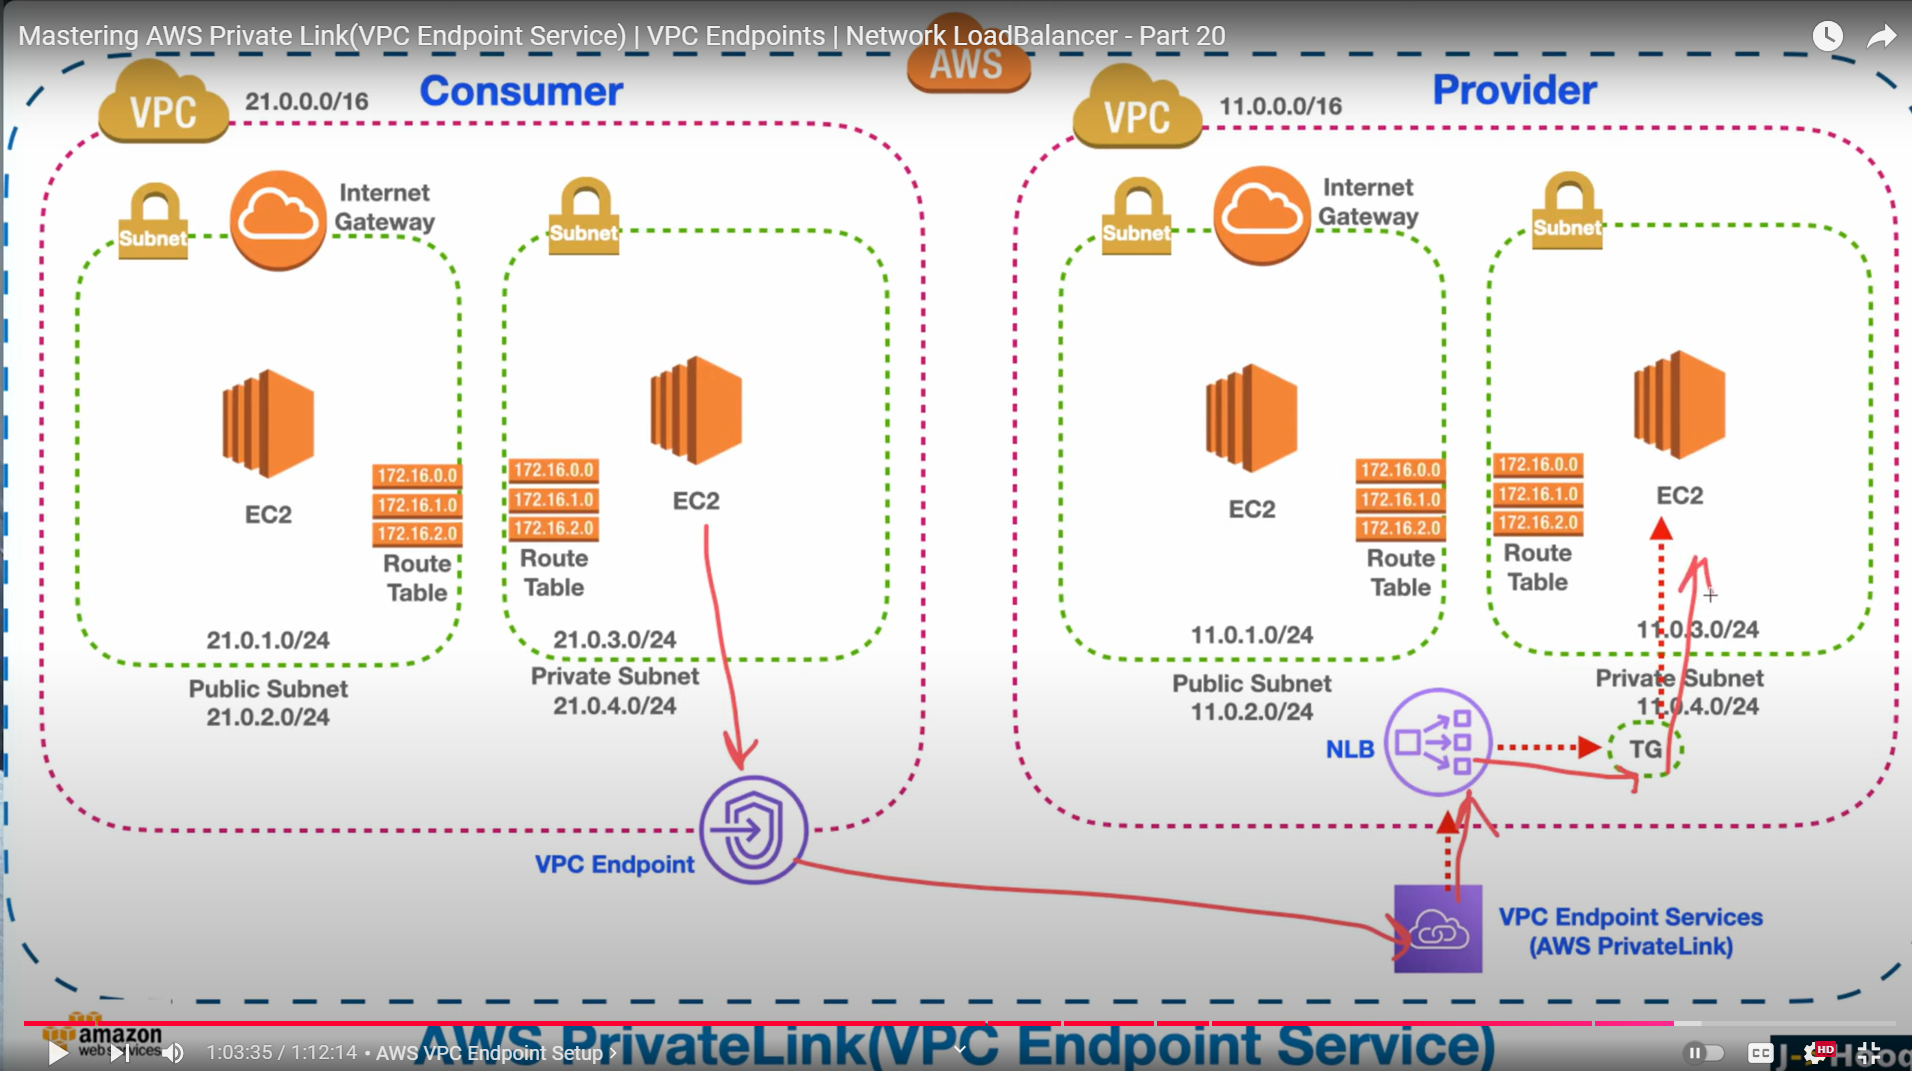 Mastering AWS Private Link(VPC Endpoint Service) | VPC Endpoints | Network LoadBalancer - Part 20
AWS
VPC
21.0.0.0/16
Consumer
Subnet
Internet
Gateway
Subnet
EC2
172.16.0.0
172.16.1.0
172.16.2.0
Route
Table
21.0.1.0/24
Public Subnet
21.0.2.0/24
172.16.0.0
172.16.1.0
172.16.2.0
Route
Table
EC2
21.0.3.0/24
Private Subnet
21.0.4.0/24
VPC Endpoint
VPC
11.0.0.0/16
Provider
Subnet
Internet
Gateway
Subnet
EC2
172.16.0.0
172.16.1.0
172.16.2.0
Route
Table
11.0.1.0/24
Public Subnet
11.0.2.0/24
172.16.0.0
172.16.1.0
172.16.2.0
Route
Table
EC2
11.0.3.0/24
Private Subnet
11.0.4.0/24
NLB
TG
VPC Endpoint Services
(AWS PrivateLink)
amazon
web services
AWS PrivateLink(VPC Endpoint Service)
1:03:35 / 1:12:14 • AWS VPC Endpoint Setup
CC
HD